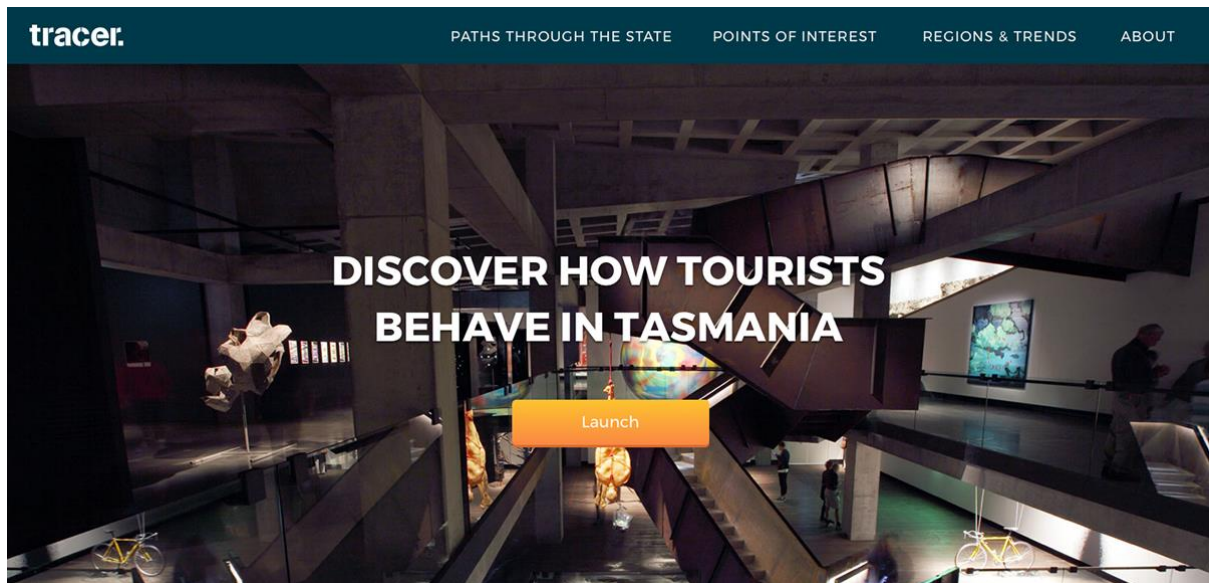 tracer.
PATHS THROUGH THE STATE
POINTS OF INTEREST
REGIONS & TRENDS
ABOUT
DISCOVER HOW TOURISTS
BEHAVE IN TASMANIA
Launch